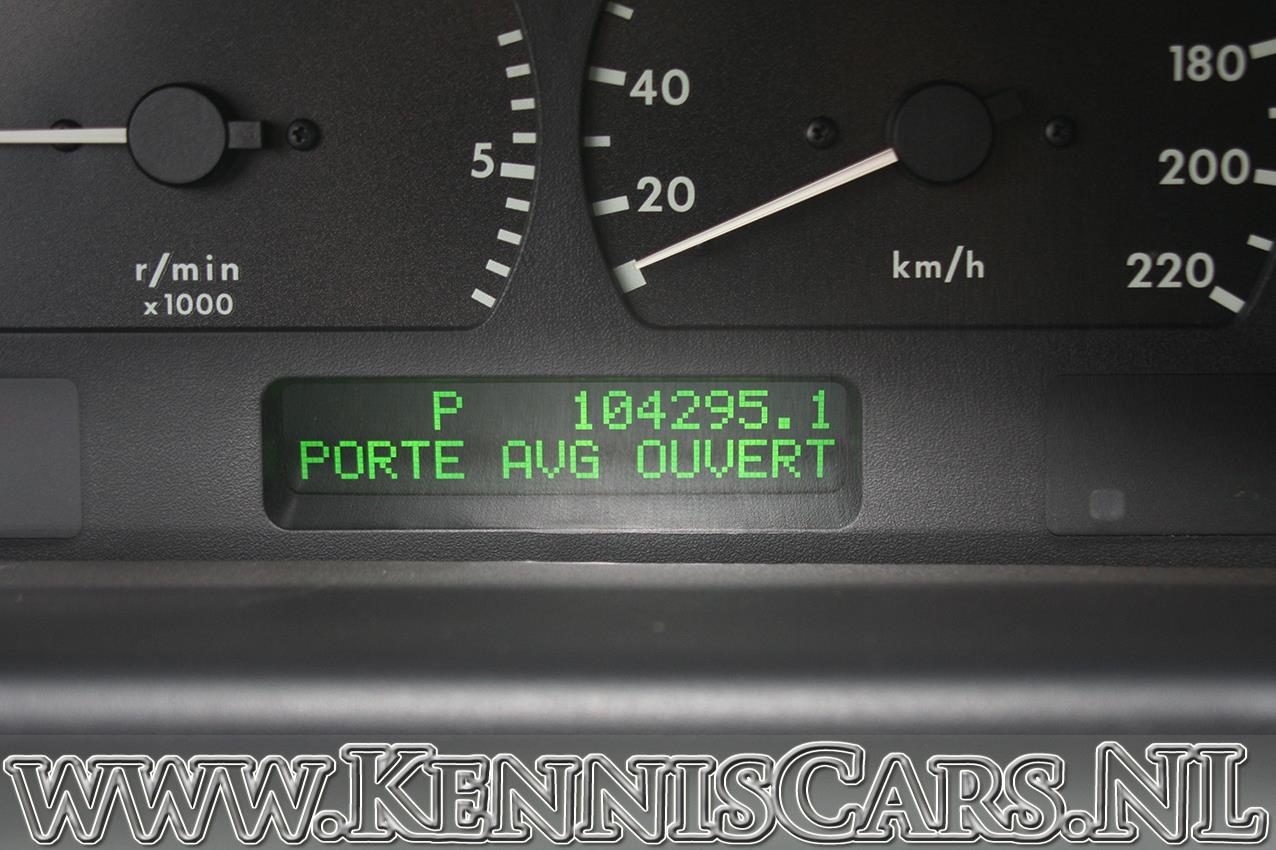 40
180
5
20
200
r/min
x1000
km/h
220
P 104295.1
PORTE AVG OUVERT
www.KennisCars.NL